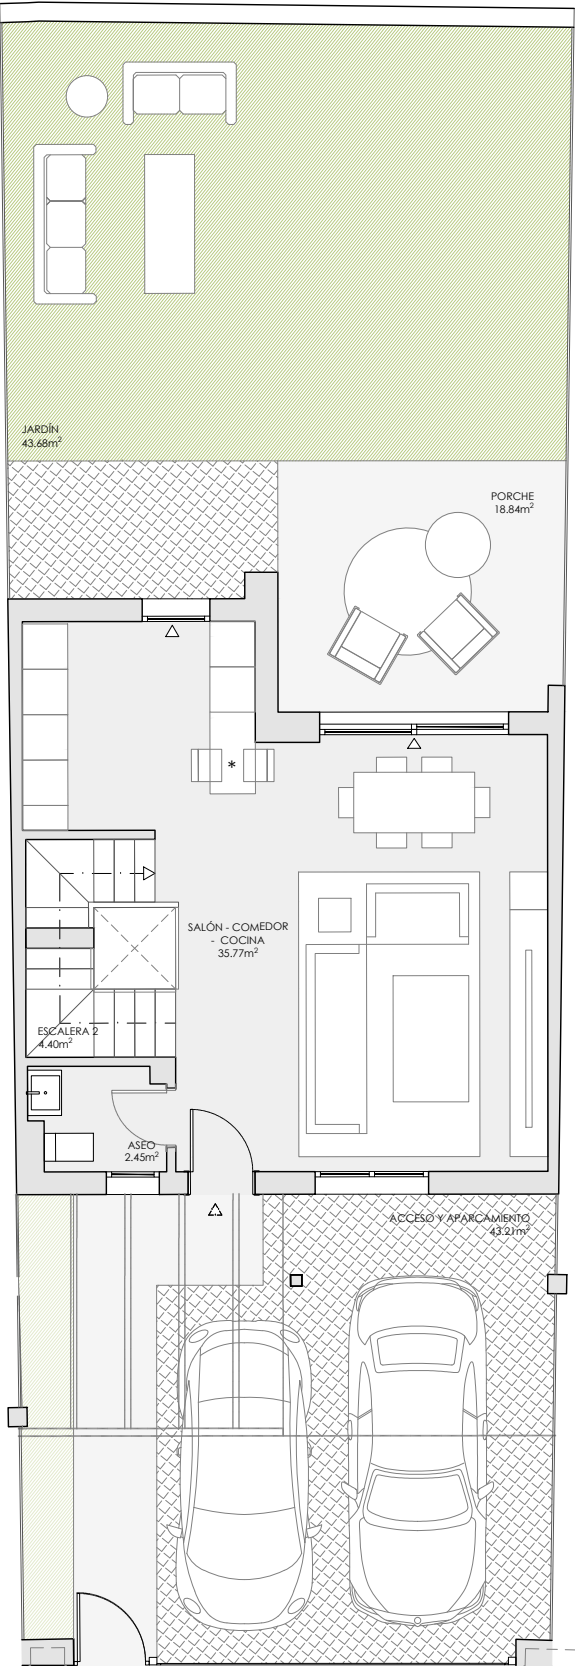 JARDÍN
43.68m²
PORCHE
18.84m²
*
SALÓN - COMEDOR
- COCINA
35.77m²
ESCALERA 2
4.40m²
ASEO
2.45m²
ACCESO Y APARCAMIENTO
43.21m²